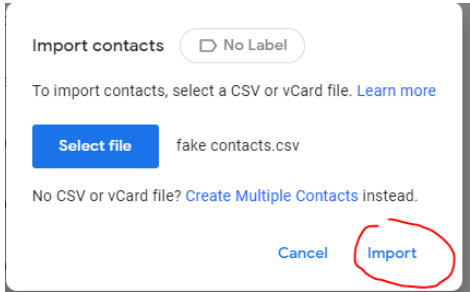 Import contacts No Label
To import contacts, select a CSV or vCard file. Learn more
Select file fake contacts.csv
No CSV or vCard file? Create Multiple Contacts instead.
Cancel Import